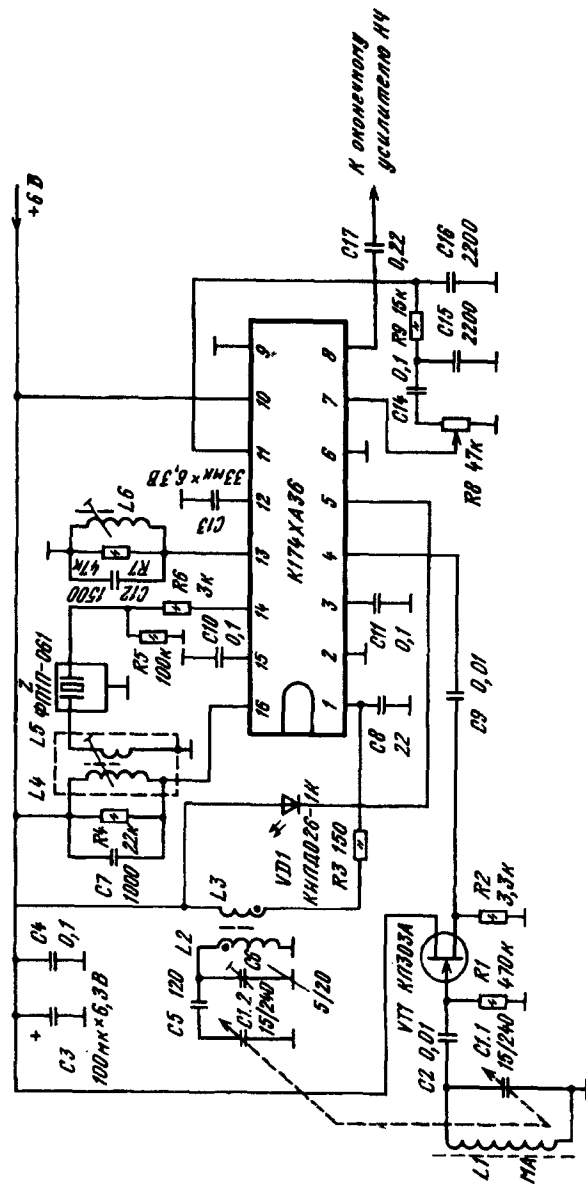 +6 В
C3
100мк×6,3В
+
C4
0,1
C7
1000
R4
22к
L4
L5
Z
ФП1П-061
R5
100к
R6
3к
C10
0,1
C12
1500
R7
47к
L6
C13
33мк×6,3В
L3
L2
C5
120
C1.2
15/240
C6
5/20
VD1
КИПД02б-1К
R3 150
16
15
14
13
12
11
10
9
К174ХА36
1
2
3
4
5
6
7
8
C17
0,22
К оконечному
усилителю НЧ
C8
22
C11
0,1
C14
0,1
R9 15к
C15
2200
C16
2200
R8 47к
C9
0,01
VT1 КП303А
R2
3,3к
R1
470к
C2 0,01
C1.1
15/240
L1
МА